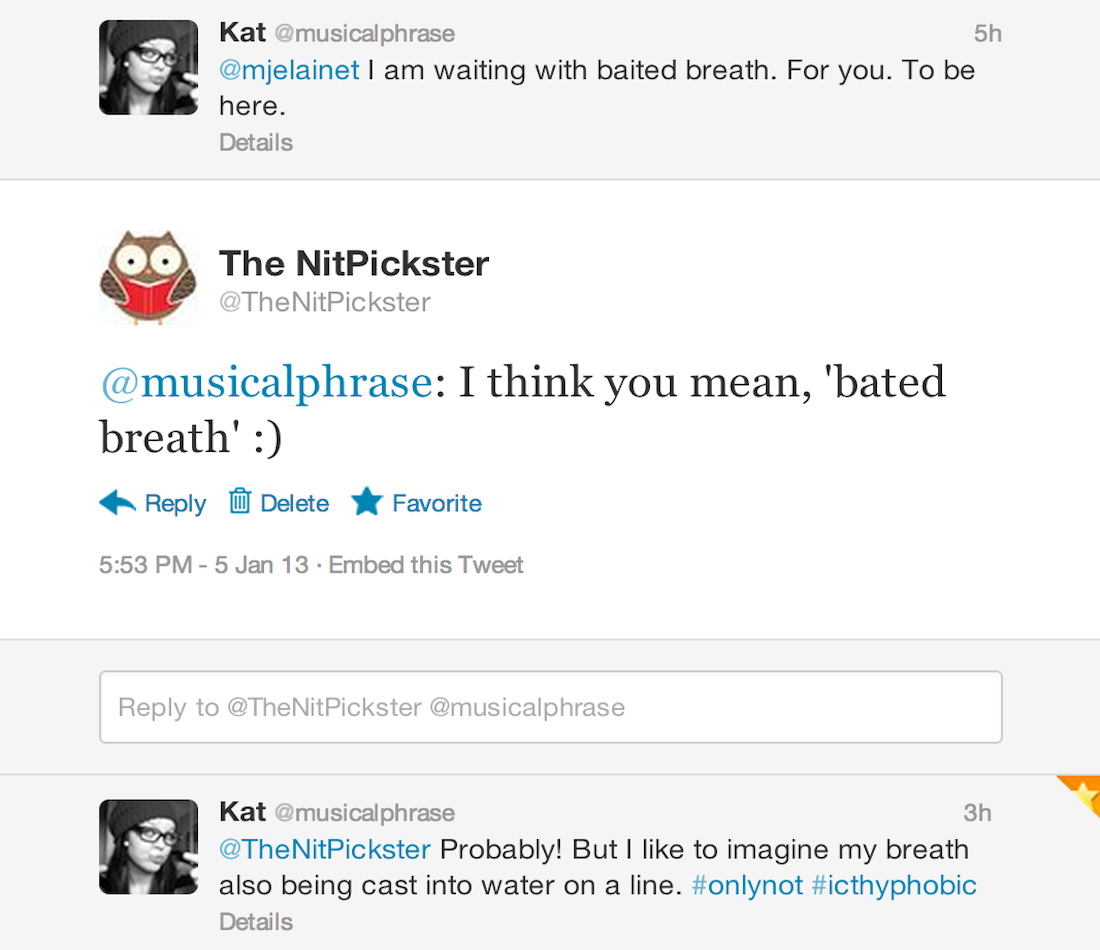 Kat @musicalphrase 5h
@mjelainet I am waiting with baited breath. For you. To be
here.
Details
The NitPickster
@TheNitPickster
@musicalphrase: I think you mean, 'bated
breath' :)
Reply Delete Favorite
5:53 PM - 5 Jan 13 · Embed this Tweet
Reply to @TheNitPickster @musicalphrase
Kat @musicalphrase 3h
@TheNitPickster Probably! But I like to imagine my breath
also being cast into water on a line. #onlynot #icthyphobic
Details